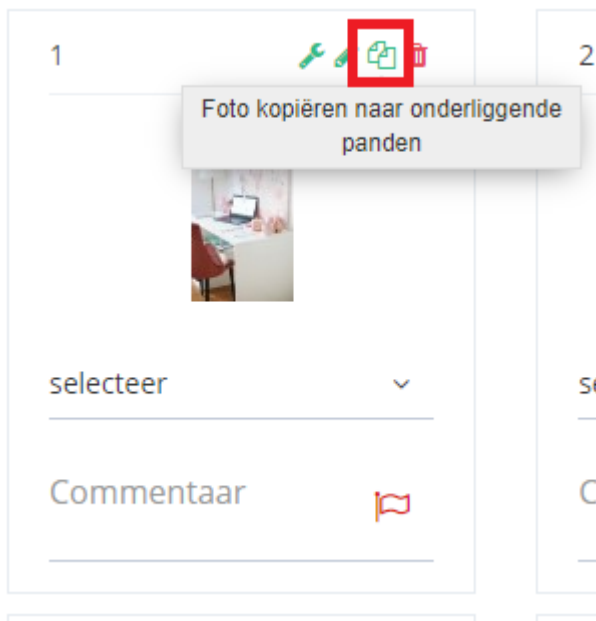 1
2
Foto kopiëren naar onderliggende
panden
selecteer
Commentaar